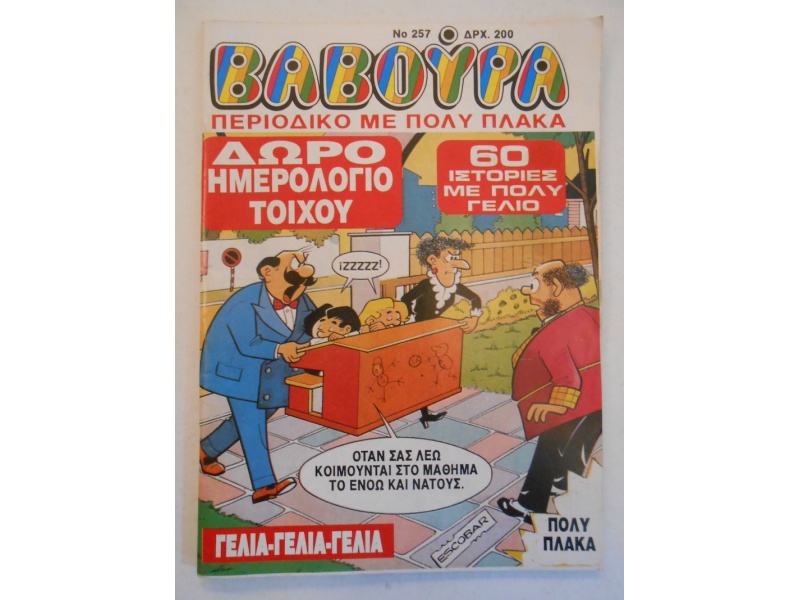 Νο 257 ΔΡΧ. 200
ΒΑΒΟΥΡΑ
ΠΕΡΙΟΔΙΚΟ ΜΕ ΠΟΛΥ ΠΛΑΚΑ
ΔΩΡΟ
ΗΜΕΡΟΛΟΓΙΟ
ΤΟΙΧΟΥ
60
ΙΣΤΟΡΙΕΣ
ΜΕ ΠΟΛΥ
ΓΕΛΙΟ
¡ZZZZZ!
ΟΤΑΝ ΣΑΣ ΛΕΩ
ΚΟΙΜΟΥΝΤΑΙ ΣΤΟ ΜΑΘΗΜΑ
ΤΟ ΕΝΟΩ ΚΑΙ ΝΑΤΟΥΣ.
ΓΕΛΙΑ-ΓΕΛΙΑ-ΓΕΛΙΑ
ESCOBAR
ΠΟΛΥ
ΠΛΑΚΑ